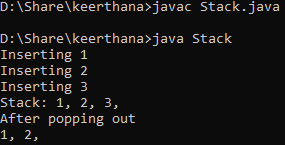 D:\Share\keerthana>javac Stack.java
D:\Share\keerthana>java Stack
Inserting 1
Inserting 2
Inserting 3
Stack: 1, 2, 3,
After popping out
1, 2,